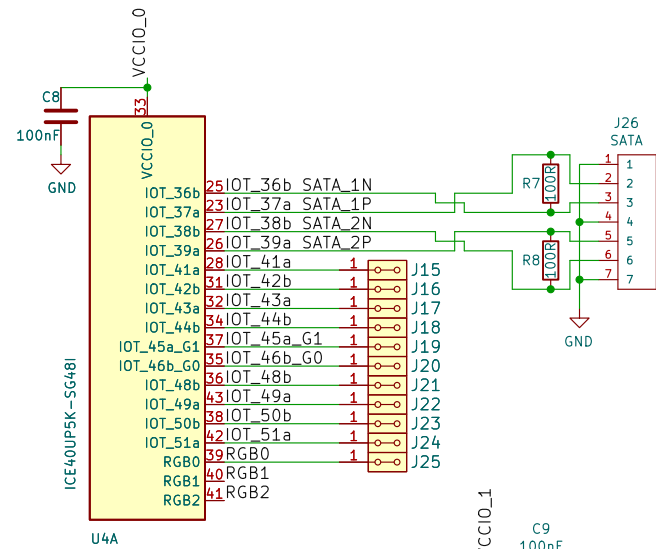 VCCIO_0
C8
100nF
GND
33
VCCIO_0
IOT_36b 25 IOT_36b SATA_1N
IOT_37a 23 IOT_37a SATA_1P
IOT_38b 27 IOT_38b SATA_2N
IOT_39a 26 IOT_39a SATA_2P
IOT_41a 28 IOT_41a 1 J15
IOT_42b 31 IOT_42b 1 J16
IOT_43a 32 IOT_43a 1 J17
IOT_44b 34 IOT_44b 1 J18
IOT_45a_G1 37 IOT_45a_G1 1 J19
IOT_46b_G0 35 IOT_46b_G0 1 J20
IOT_48b 36 IOT_48b 1 J21
IOT_49a 43 IOT_49a 1 J22
IOT_50b 38 IOT_50b 1 J23
IOT_51a 42 IOT_51a 1 J24
RGB0 39 RGB0 1 J25
RGB1 40 RGB1
RGB2 41 RGB2
ICE40UP5K-SG48I
U4A
R7 100R
R8 100R
J26
SATA
1 1
2 2
3 3
4 4
5 5
6 6
7 7
GND
C9
100nF